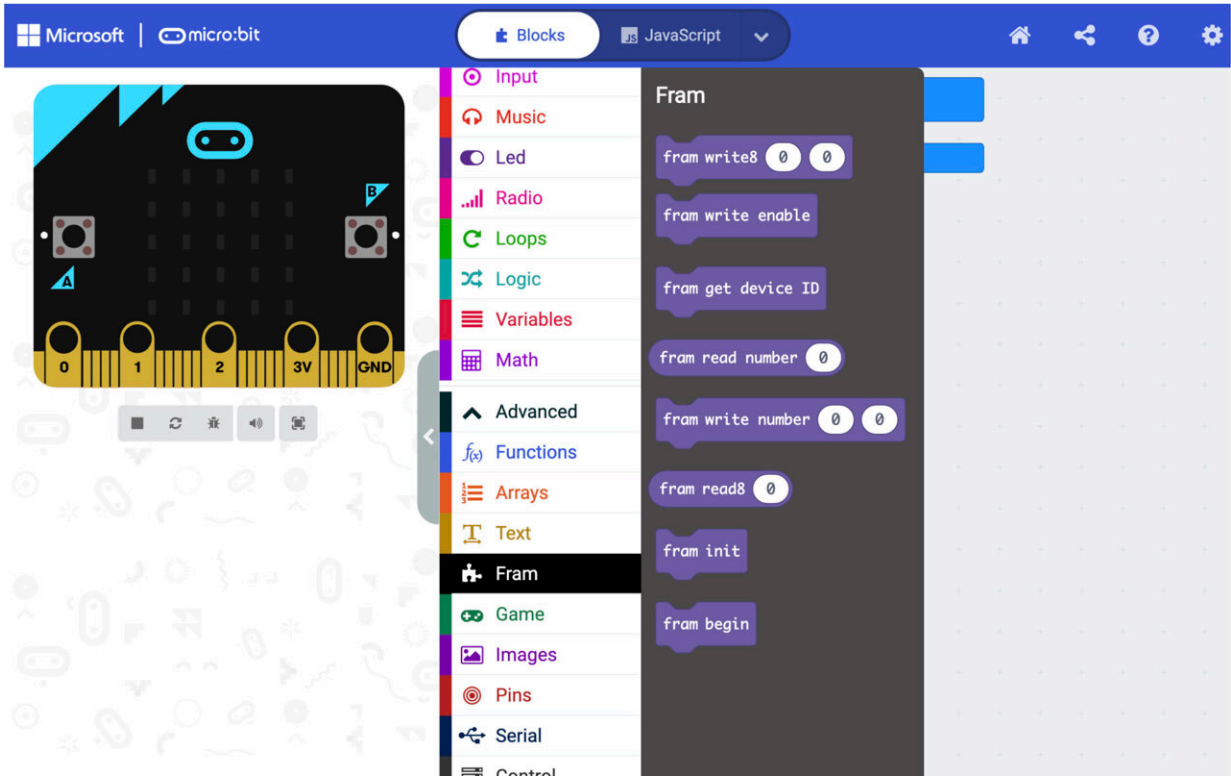 Microsoft | micro:bit
Blocks
JS JavaScript
B
A
0 1 2 3V GND
Input
Music
Led
Radio
Loops
Logic
Variables
Math
Advanced
f(x) Functions
Arrays
Text
Fram
Game
Images
Pins
Serial
Control
Fram
fram write8 0 0
fram write enable
fram get device ID
fram read number 0
fram write number 0 0
fram read8 0
fram init
fram begin